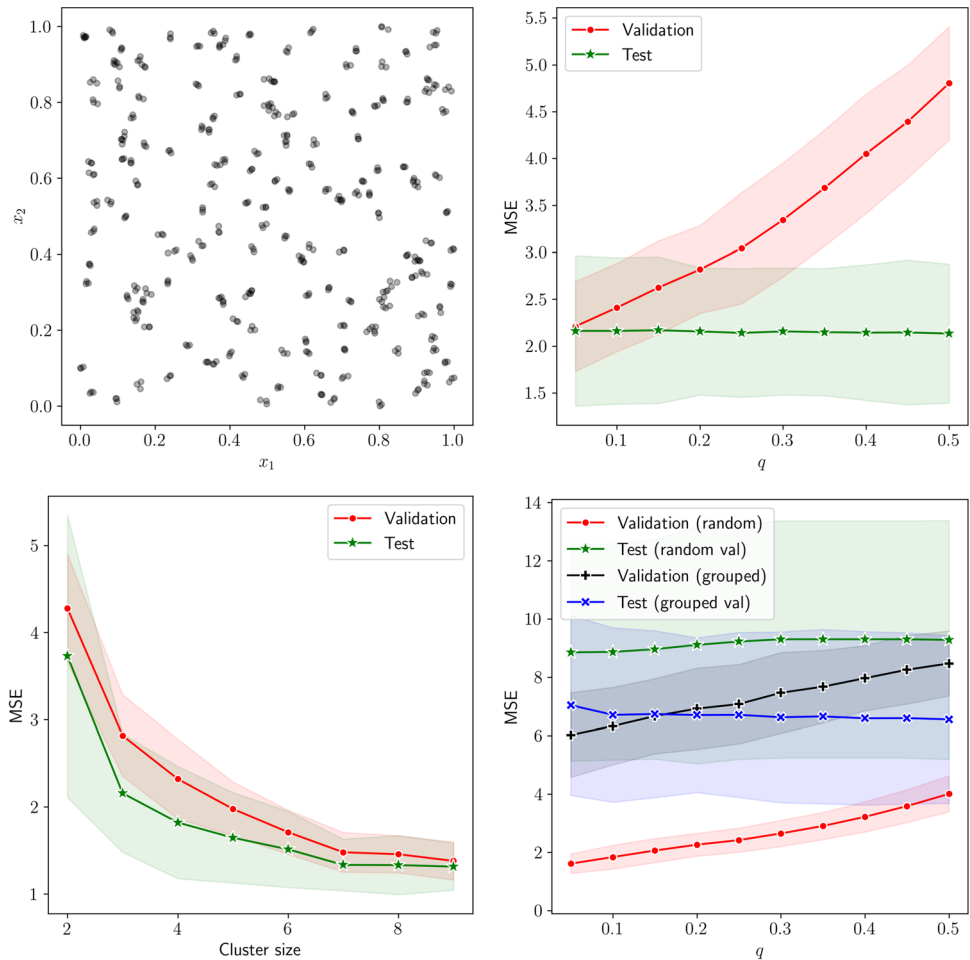 1.0
0.8
0.6
0.4
0.2
0.0
x2
0.0 0.2 0.4 0.6 0.8 1.0
x1
5.5
5.0
4.5
4.0
3.5
3.0
2.5
2.0
1.5
MSE
Validation
Test
0.1 0.2 0.3 0.4 0.5
q
5
4
3
2
1
MSE
Validation
Test
2 4 6 8
Cluster size
14
12
10
8
6
4
2
0
MSE
Validation (random)
Test (random val)
Validation (grouped)
Test (grouped val)
0.1 0.2 0.3 0.4 0.5
q